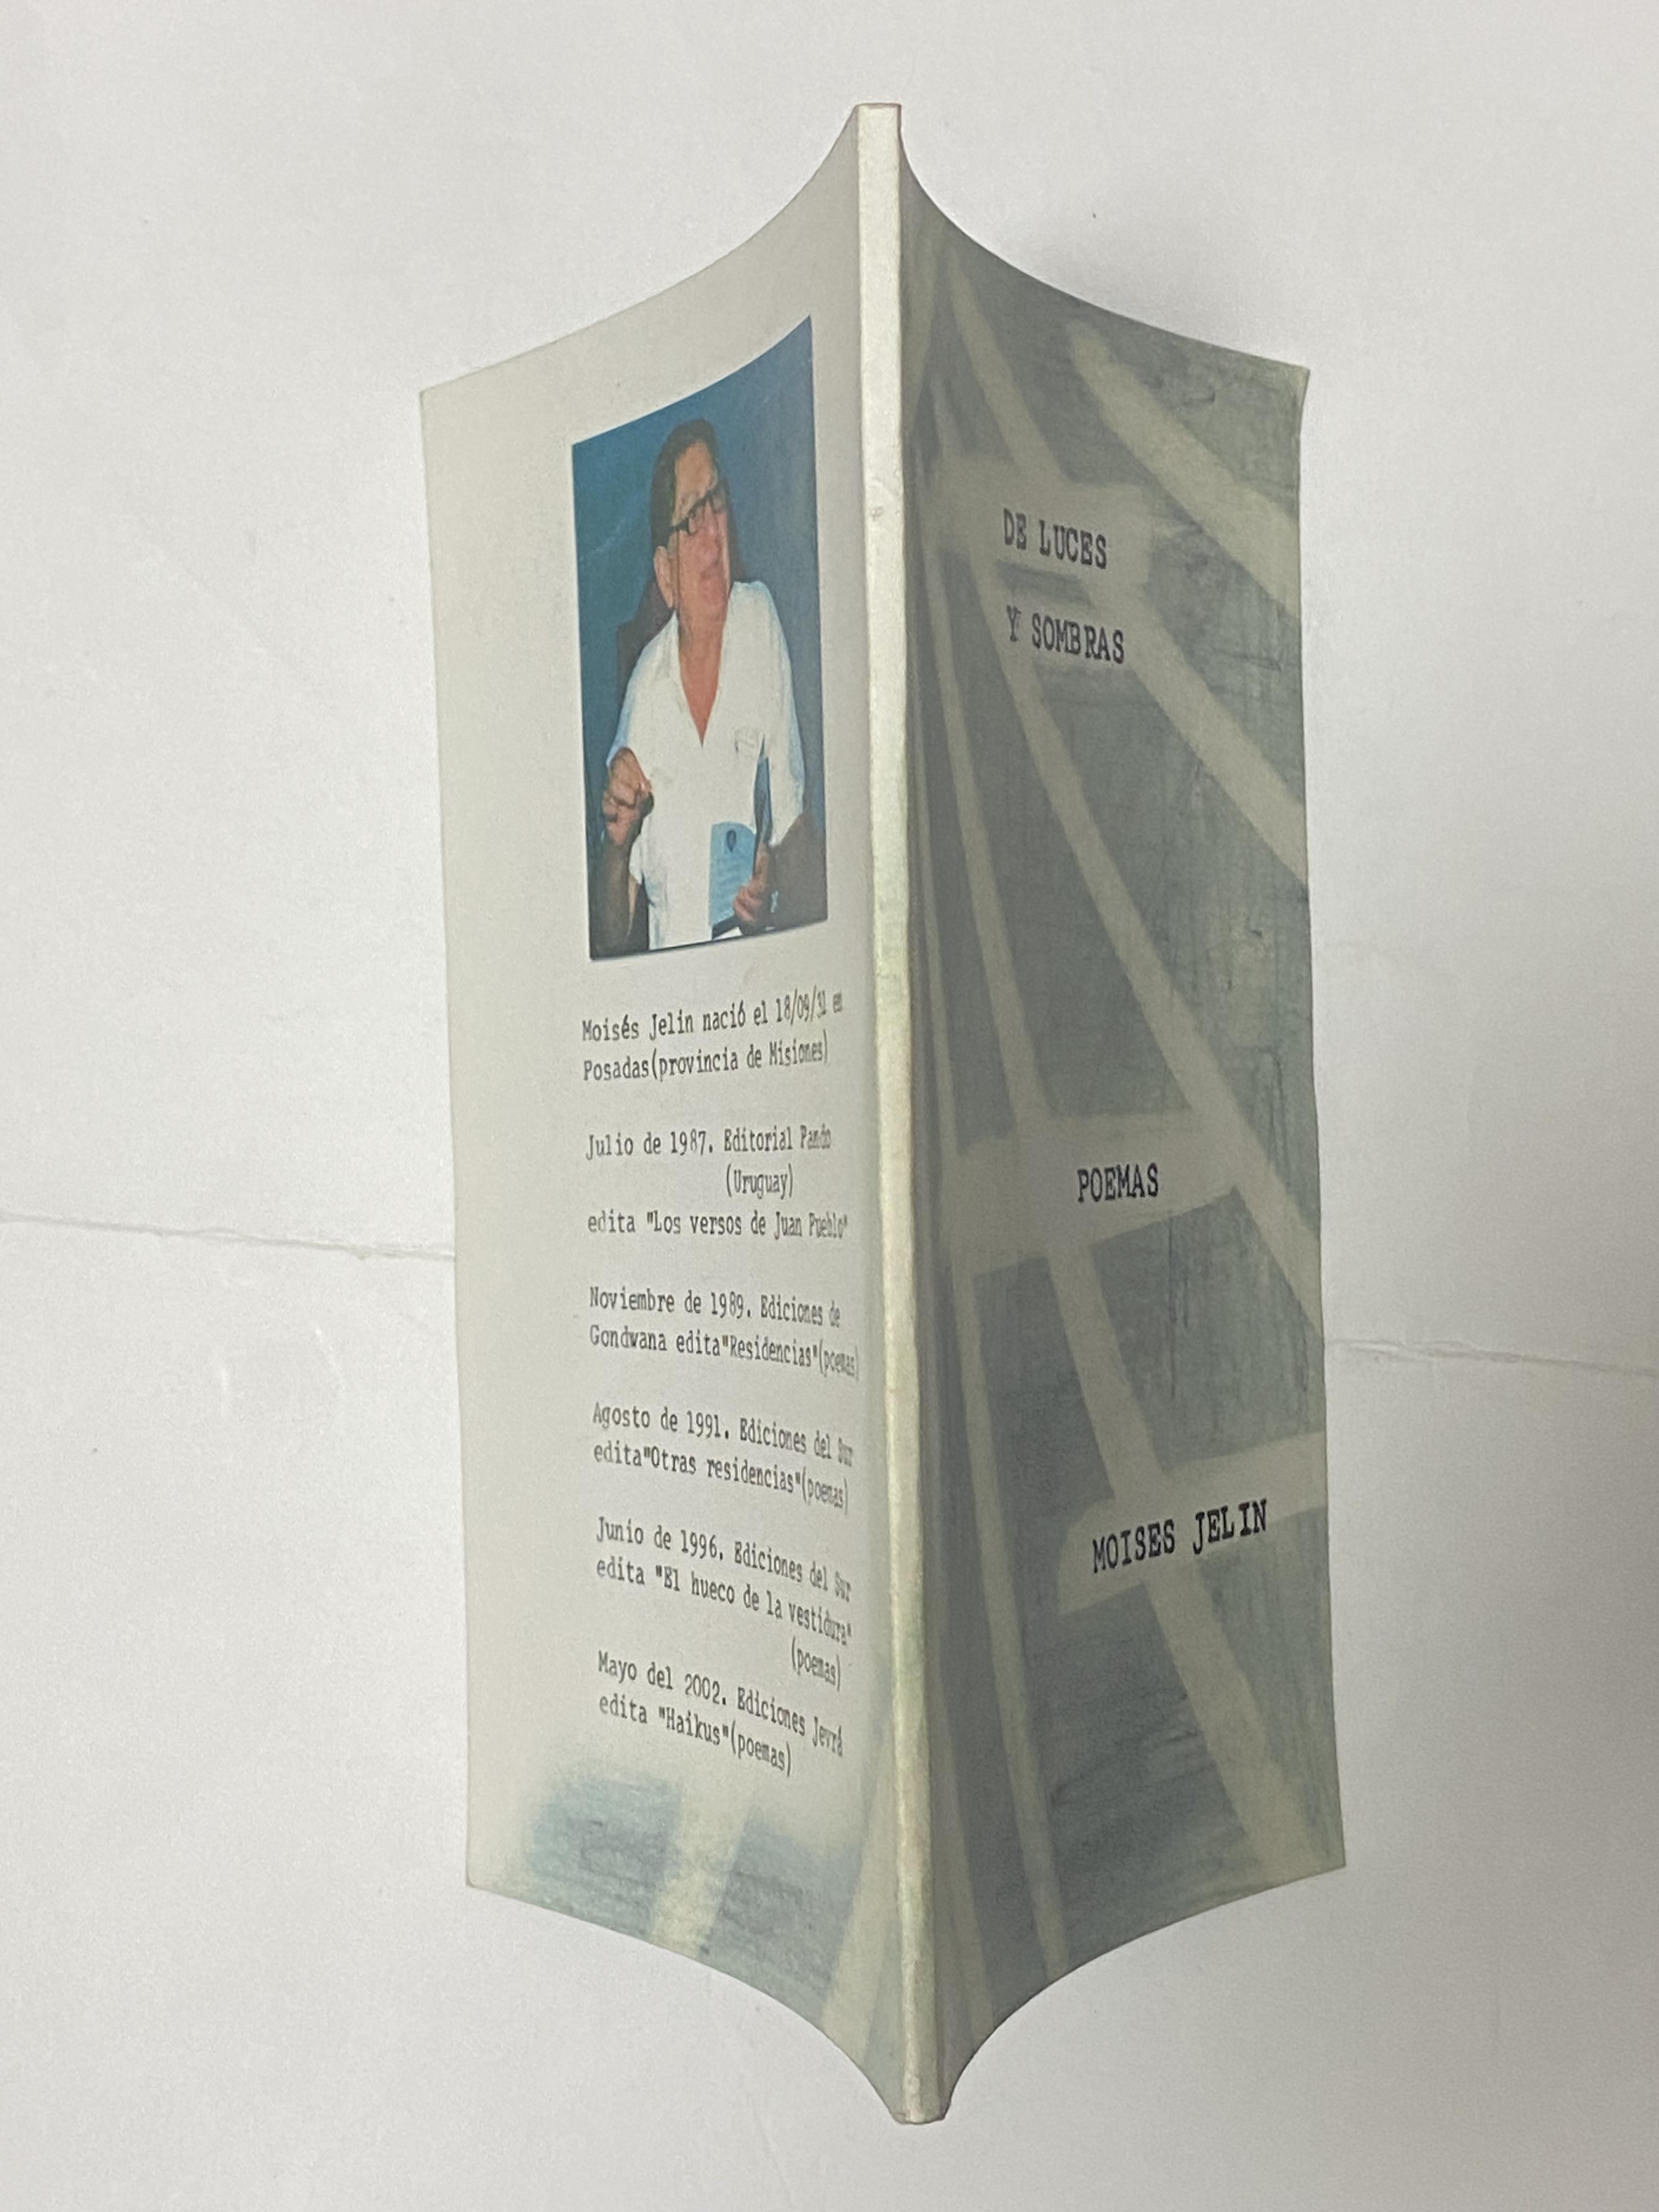 Moisés Jelin nació el 18/09/31 en
Posadas(provincia de Misiones)
Julio de 1987. Editorial Pando
(Uruguay)
edita "Los versos de Juan Pueblo"
Noviembre de 1989. Ediciones de
Gondwana edita"Residencias"(poemas)
Agosto de 1991. Ediciones del Sur
edita"Otras residencias"(poemas)
Junio de 1996. Ediciones del Sur
edita "El hueco de la vestidura"
(poemas)
Mayo del 2002. Ediciones Jevrá
edita "Haikus"(poemas)
DE LUCES
Y SOMBRAS
POEMAS
MOISES JELIN